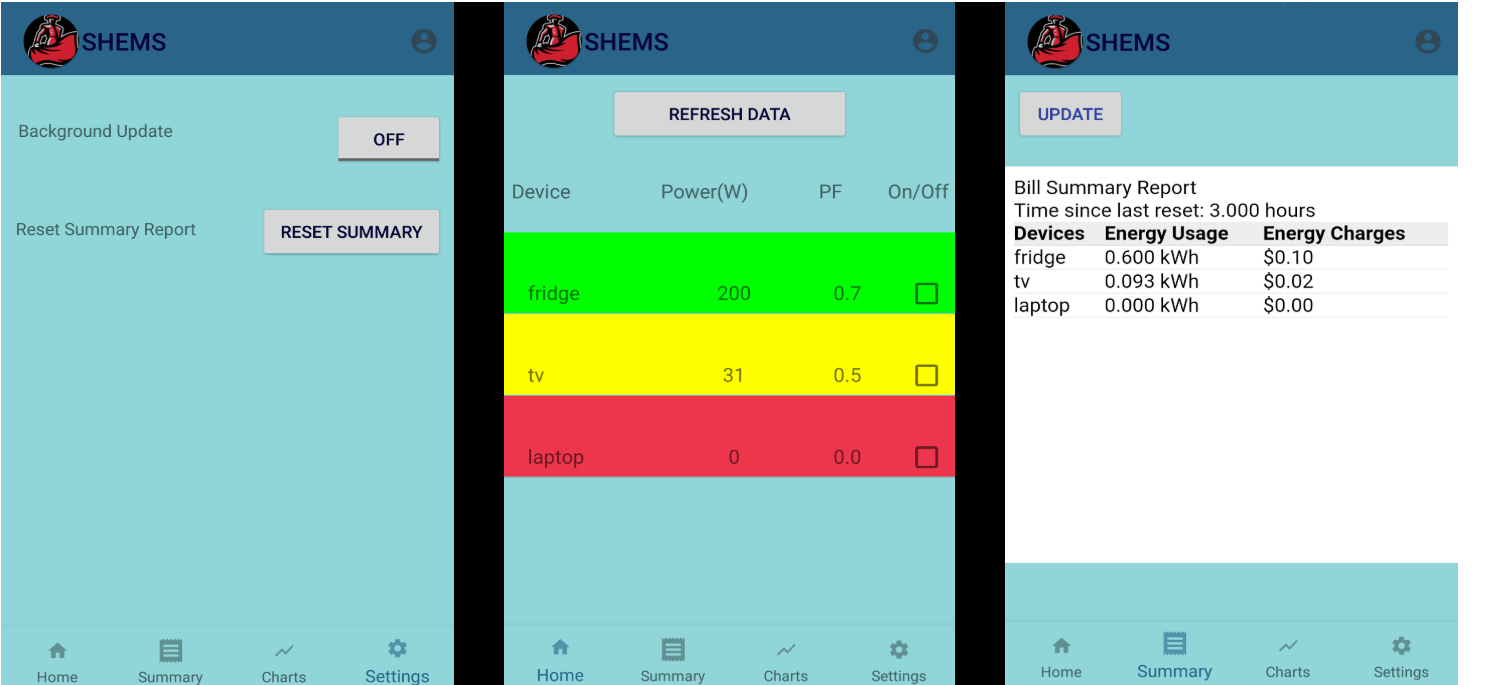 SHEMS
Background Update
OFF
Reset Summary Report
RESET SUMMARY
Home Summary Charts Settings
SHEMS
REFRESH DATA
Device Power(W) PF On/Off
fridge 200 0.7
tv 31 0.5
laptop 0 0.0
Home Summary Charts Settings
SHEMS
UPDATE
Bill Summary Report
Time since last reset: 3.000 hours
Devices Energy Usage Energy Charges
fridge 0.600 kWh $0.10
tv 0.093 kWh $0.02
laptop 0.000 kWh $0.00
Home Summary Charts Settings